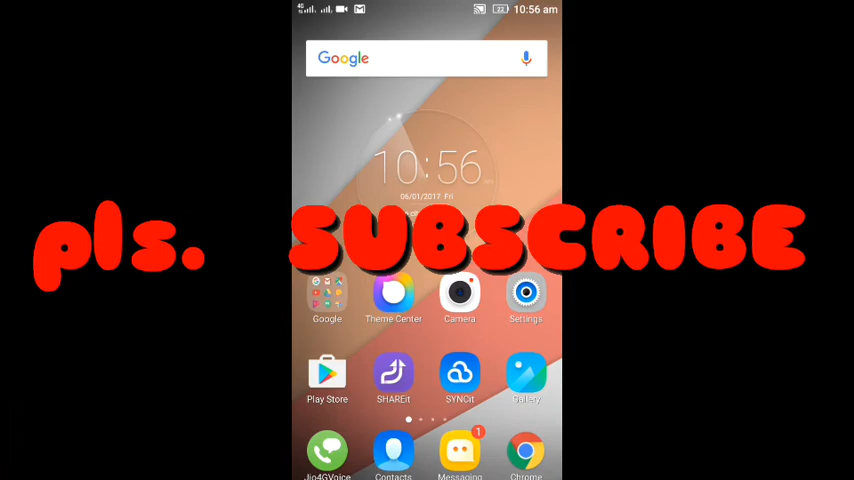 4G 22 10:56 am
Google
10:56
06/01/2017 Fri
pls. SUBSCRIBE
Google Theme Center Camera Settings
Play Store SHAREit SYNCit Gallery
1
Jio4GVoice Contacts Messaging Chrome